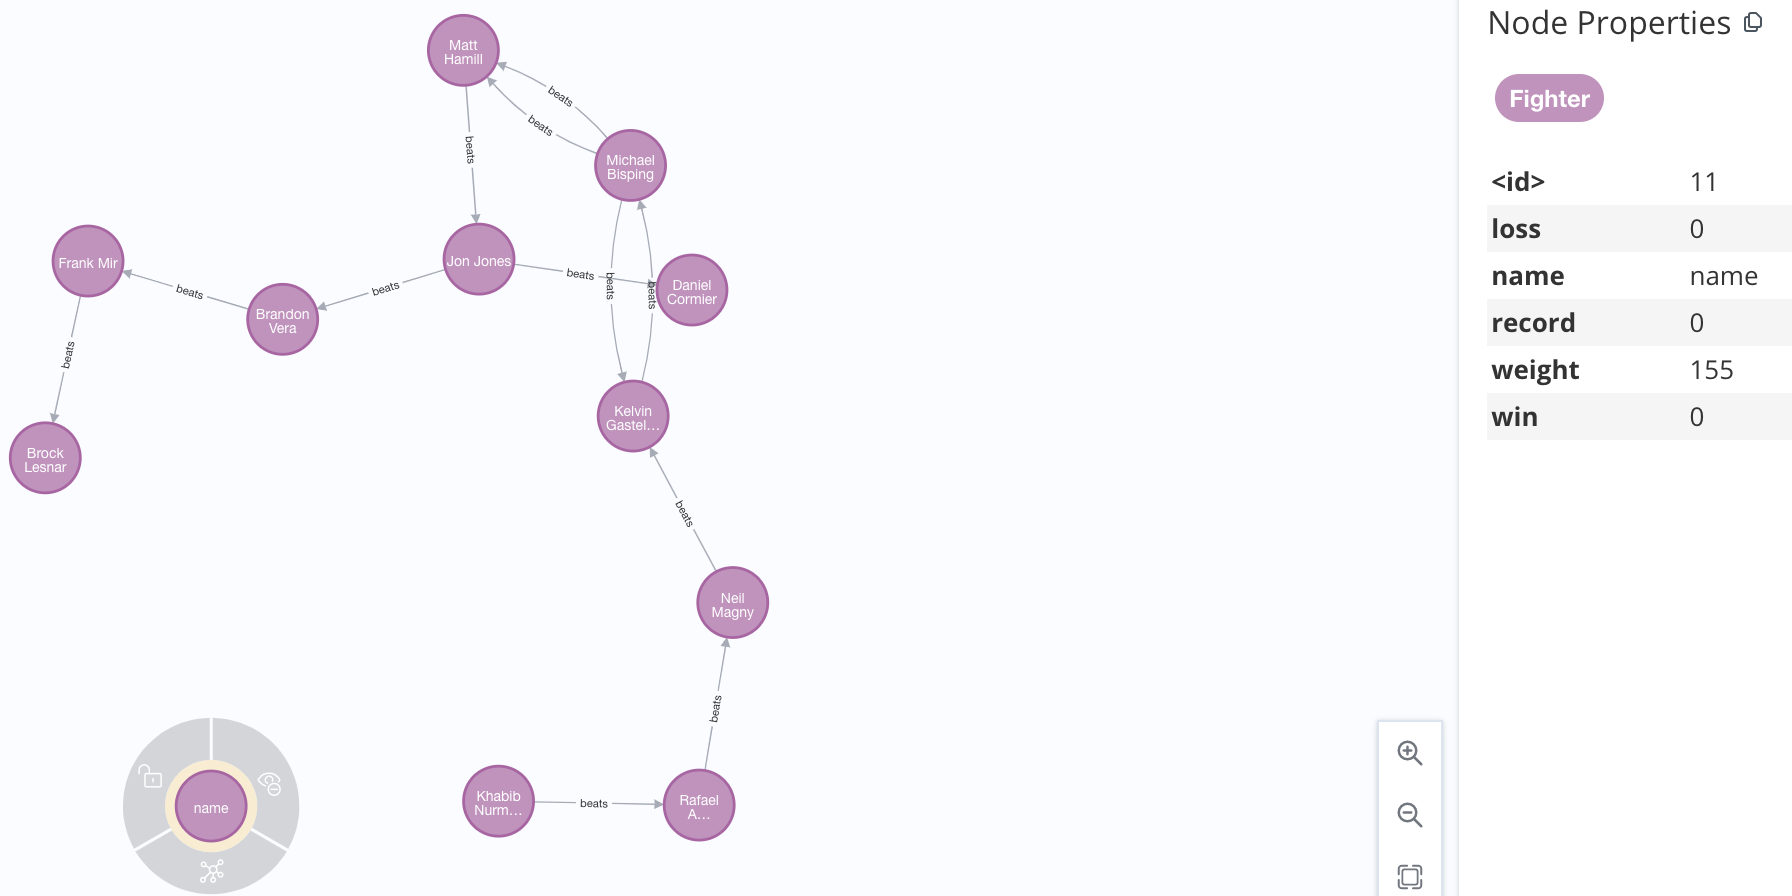 Matt
Hamill
beats
beats
Michael
Bisping
beats
Frank Mir
Jon Jones
beats
Daniel
Cormier
beats
beats
beats
beats
Brandon
Vera
beats
Kelvin
Gastel...
Brock
Lesnar
beats
Neil
Magny
beats
name
Khabib
Nurm...
beats
Rafael
A...
Node Properties
Fighter
<id> 11
loss 0
name name
record 0
weight 155
win 0